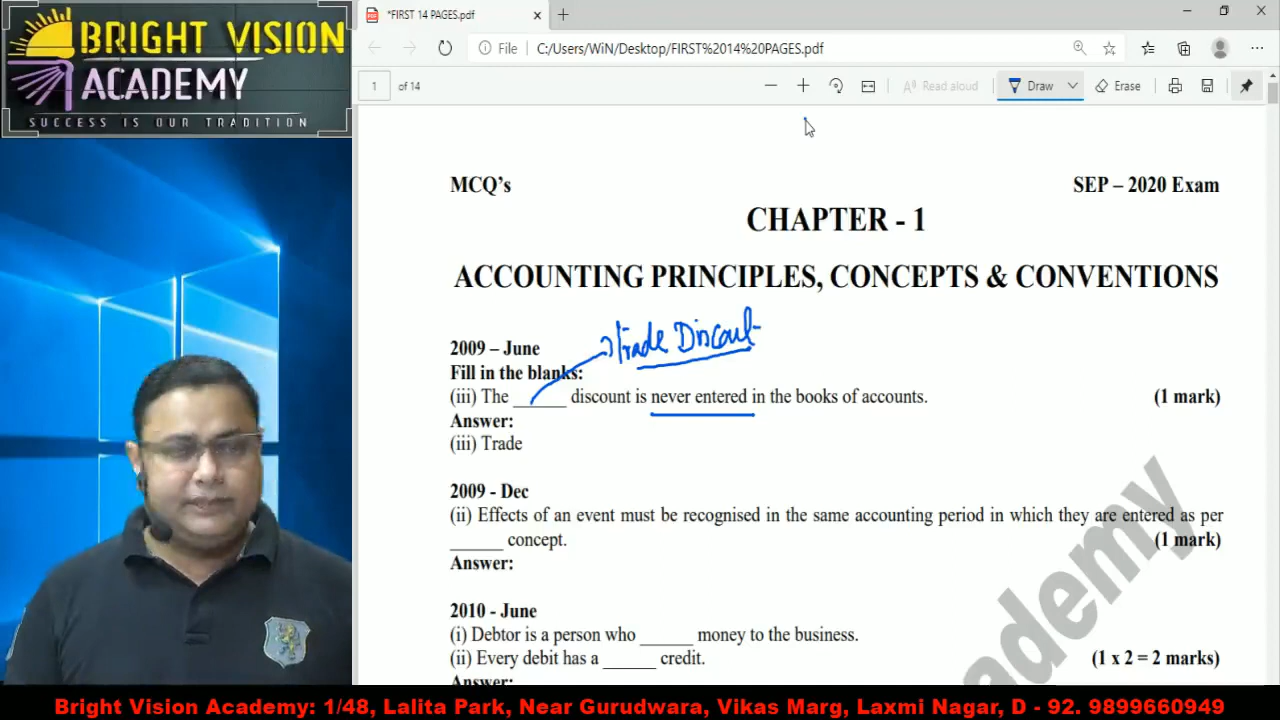 BRIGHT VISION
ACADEMY
SUCCESS IS OUR TRADITION
*FIRST 14 PAGES.pdf
File C:/Users/WiN/Desktop/FIRST%2014%20PAGES.pdf
1 of 14
Read aloud
Draw
Erase
MCQ's SEP – 2020 Exam
CHAPTER - 1
ACCOUNTING PRINCIPLES, CONCEPTS & CONVENTIONS
Trade Discount
2009 – June
Fill in the blanks:
(iii) The ______ discount is never entered in the books of accounts. (1 mark)
Answer:
(iii) Trade
2009 - Dec
(ii) Effects of an event must be recognised in the same accounting period in which they are entered as per
______ concept. (1 mark)
Answer:
2010 - June
(i) Debtor is a person who ______ money to the business.
(ii) Every debit has a ______ credit. (1 x 2 = 2 marks)
Answer:
ademy
Bright Vision Academy: 1/48, Lalita Park, Near Gurudwara, Vikas Marg, Laxmi Nagar, D - 92. 9899660949